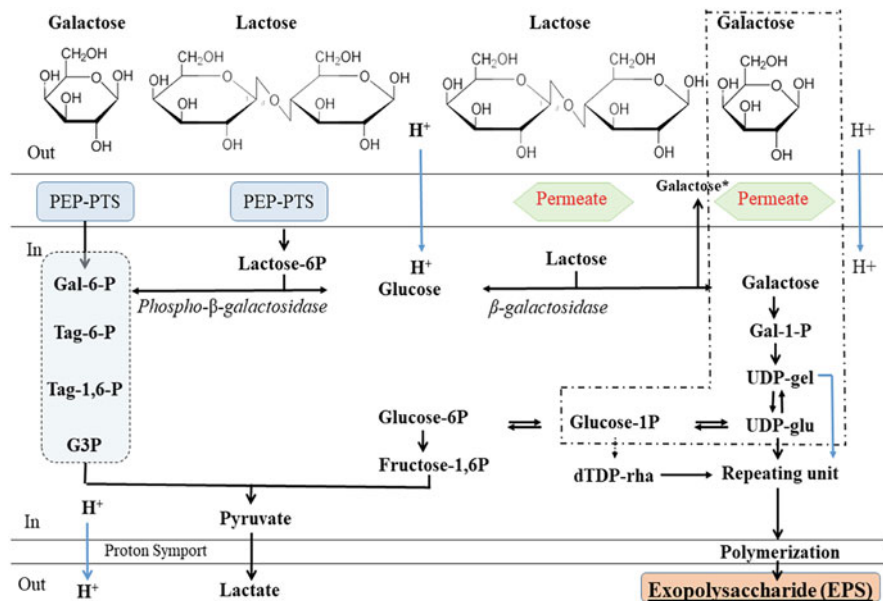 Galactose Lactose Lactose Galactose
CH₂OH CH₂OH CH₂OH CH₂OH CH₂OH CH₂OH
OH O OH OH O O OH OH O O OH OH O OH
OH OH OH OH OH OH
OH OH OH OH OH OH
Out H⁺ H⁺
PEP-PTS PEP-PTS Permeate Galactose* Permeate
In Lactose-6P H⁺ Lactose H+
Gal-6-P Glucose Galactose
Phospho-β-galactosidase β-galactosidase
Tag-6-P Gal-1-P
Tag-1,6-P UDP-gel
Glucose-6P Glucose-1P UDP-glu
G3P Fructose-1,6P dTDP-rha Repeating unit
H⁺
In Pyruvate
Proton Symport Polymerization
Out H⁺ Lactate Exopolysaccharide (EPS)